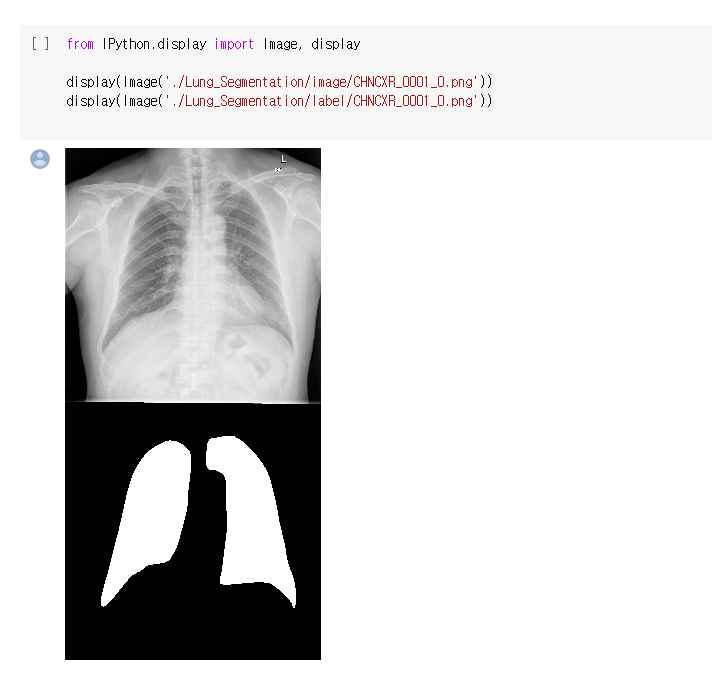 [ ] from IPython.display import Image, display
display(Image('./Lung_Segmentation/image/CHNCXR_0001_0.png'))
display(Image('./Lung_Segmentation/label/CHNCXR_0001_0.png'))
L